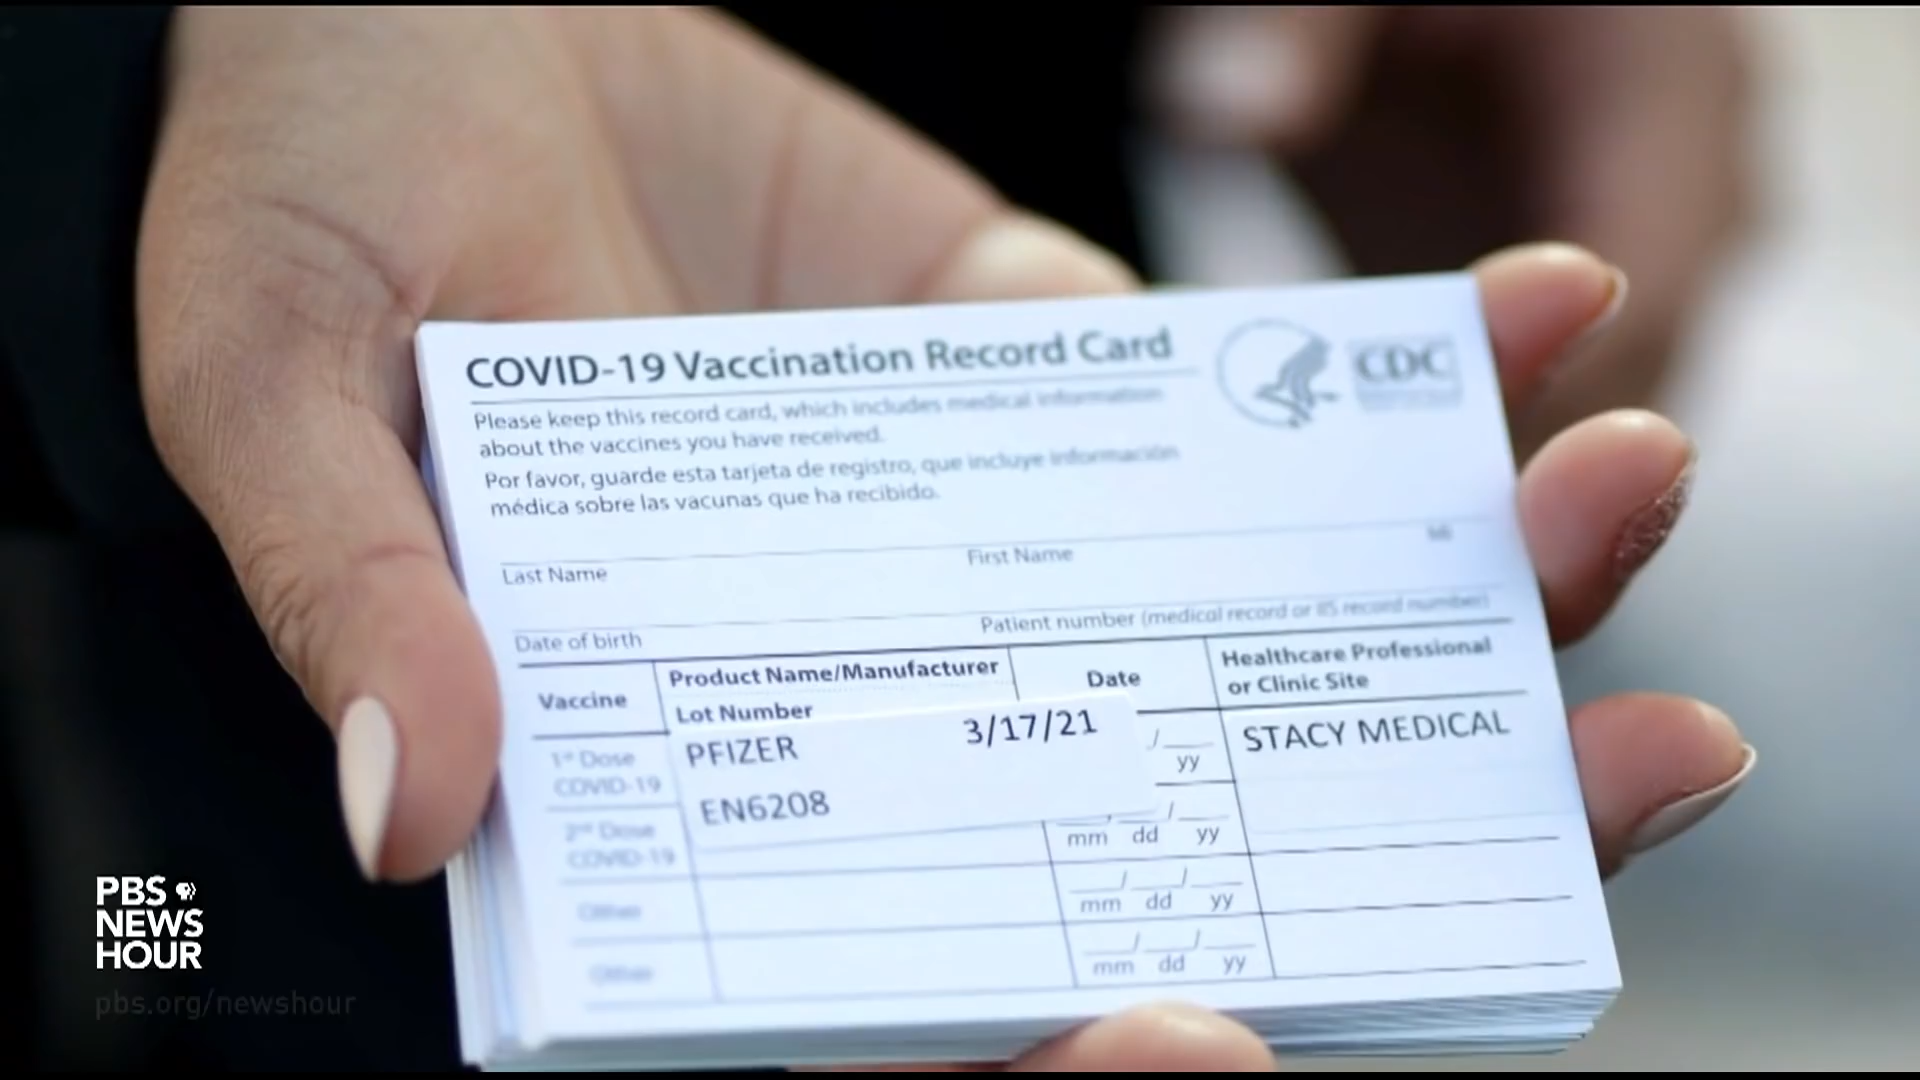 COVID-19 Vaccination Record Card
CDC
Please keep this record card, which includes medical information
about the vaccines you have received.
Por favor, guarde esta tarjeta de registro, que incluye información
médica sobre las vacunas que ha recibido.
Last Name First Name MI
Date of birth Patient number (medical record or IIS record number)
Vaccine Product Name/Manufacturer Date Healthcare Professional
Lot Number or Clinic Site
1st Dose
COVID-19
PFIZER 3/17/21
EN6208
/ yy
STACY MEDICAL
2nd Dose
COVID-19
mm dd yy
Other
mm dd yy
Other
mm dd yy
PBS
NEWS
HOUR
pbs.org/newshour